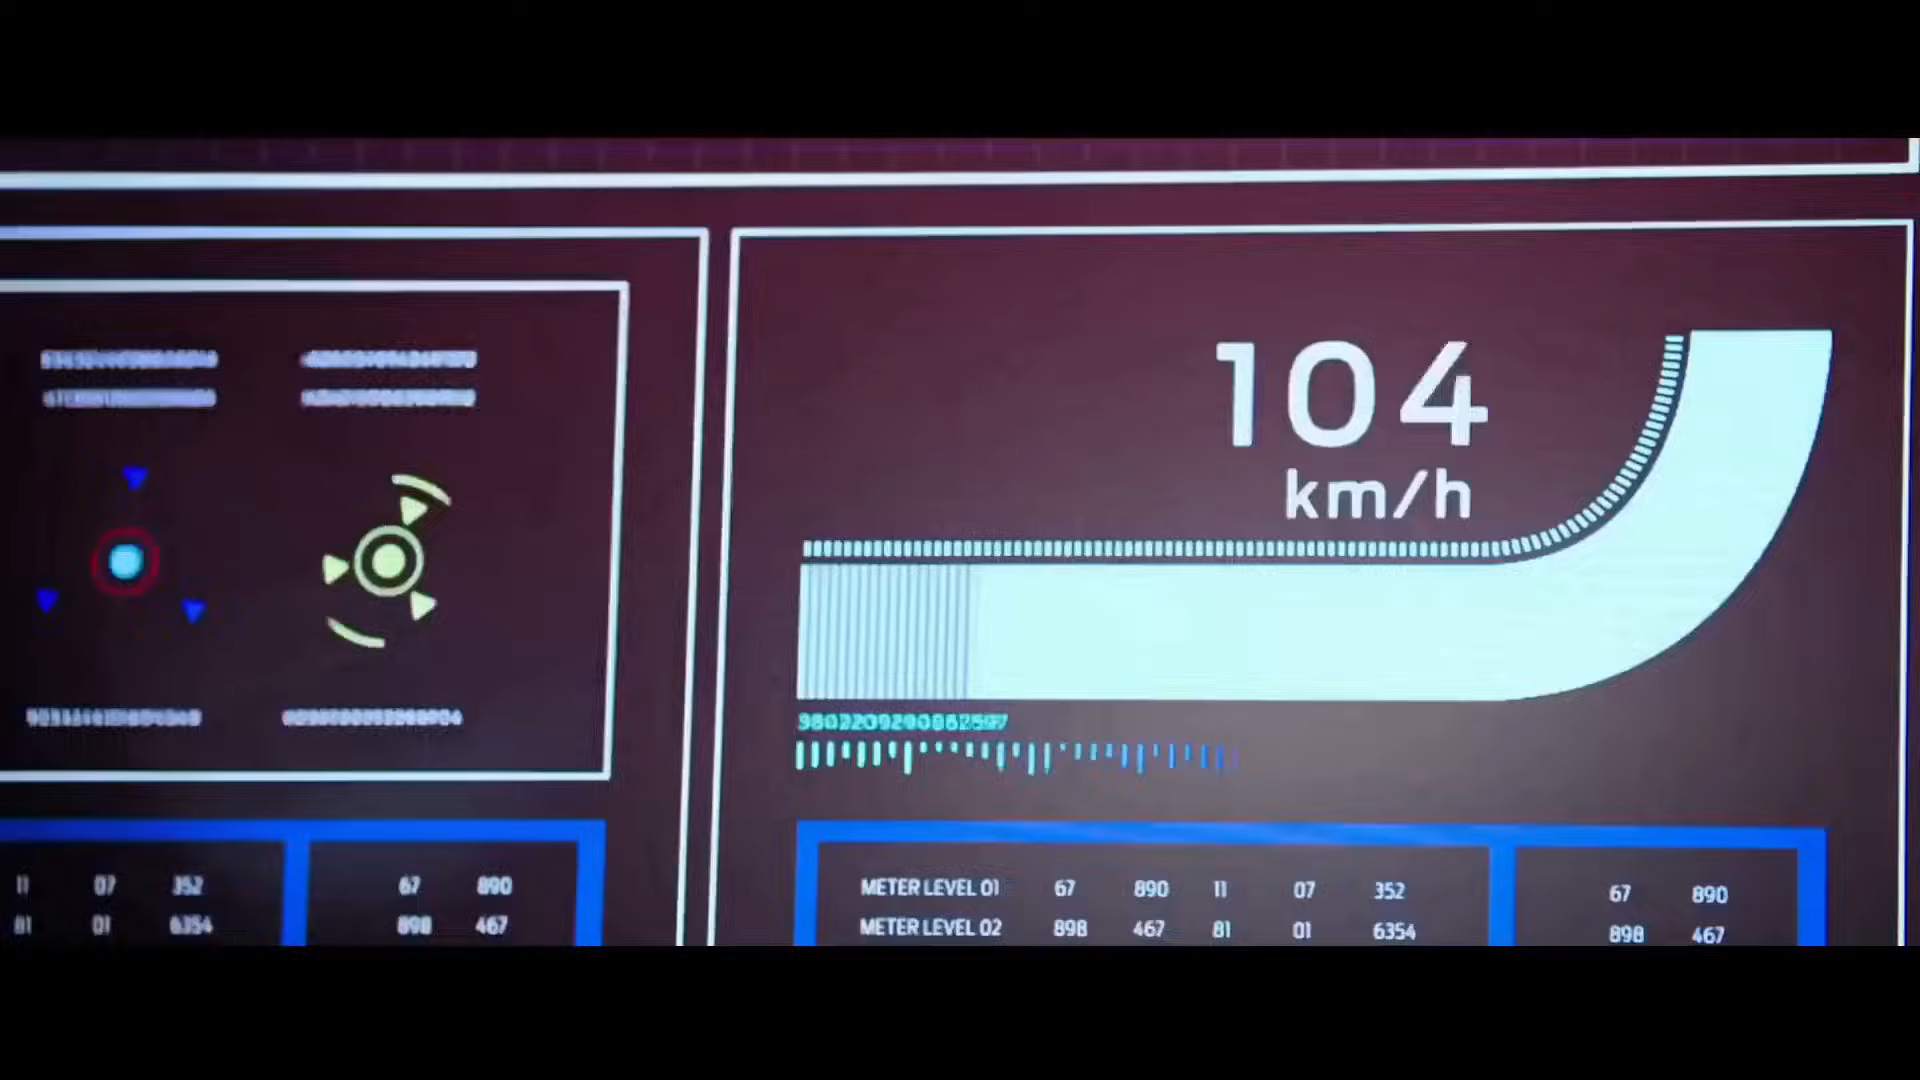 104
km/h
11 07 352 67 890
81 01 6354 898 467
METER LEVEL 01 67 890 11 07 352 67 890
METER LEVEL 02 898 467 81 01 6354 898 467